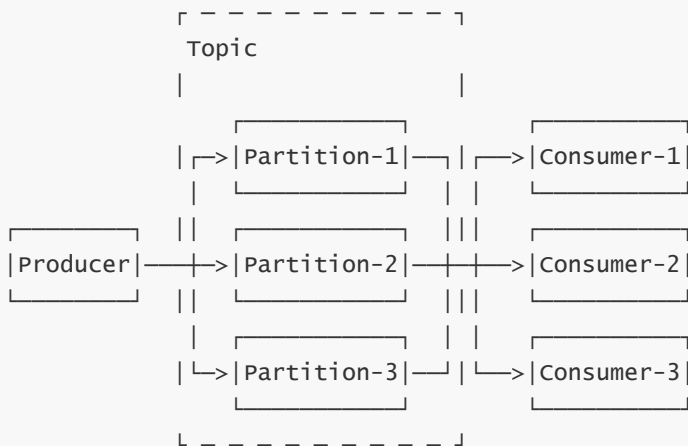 Topic
Partition-1 Consumer-1
Producer Partition-2 Consumer-2
Partition-3 Consumer-3